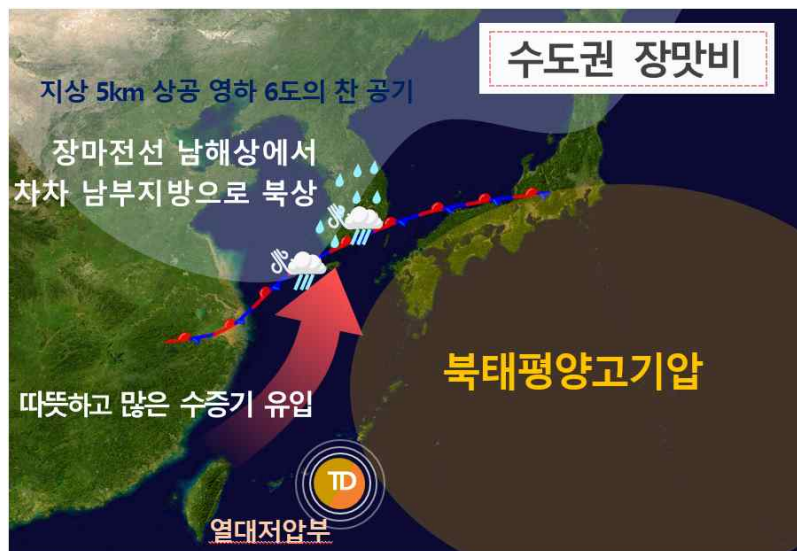 수도권 장맛비
지상 5km 상공 영하 6도의 찬 공기
장마전선 남해상에서
차차 남부지방으로 북상
북태평양고기압
따뜻하고 많은 수증기 유입
TD
열대저압부